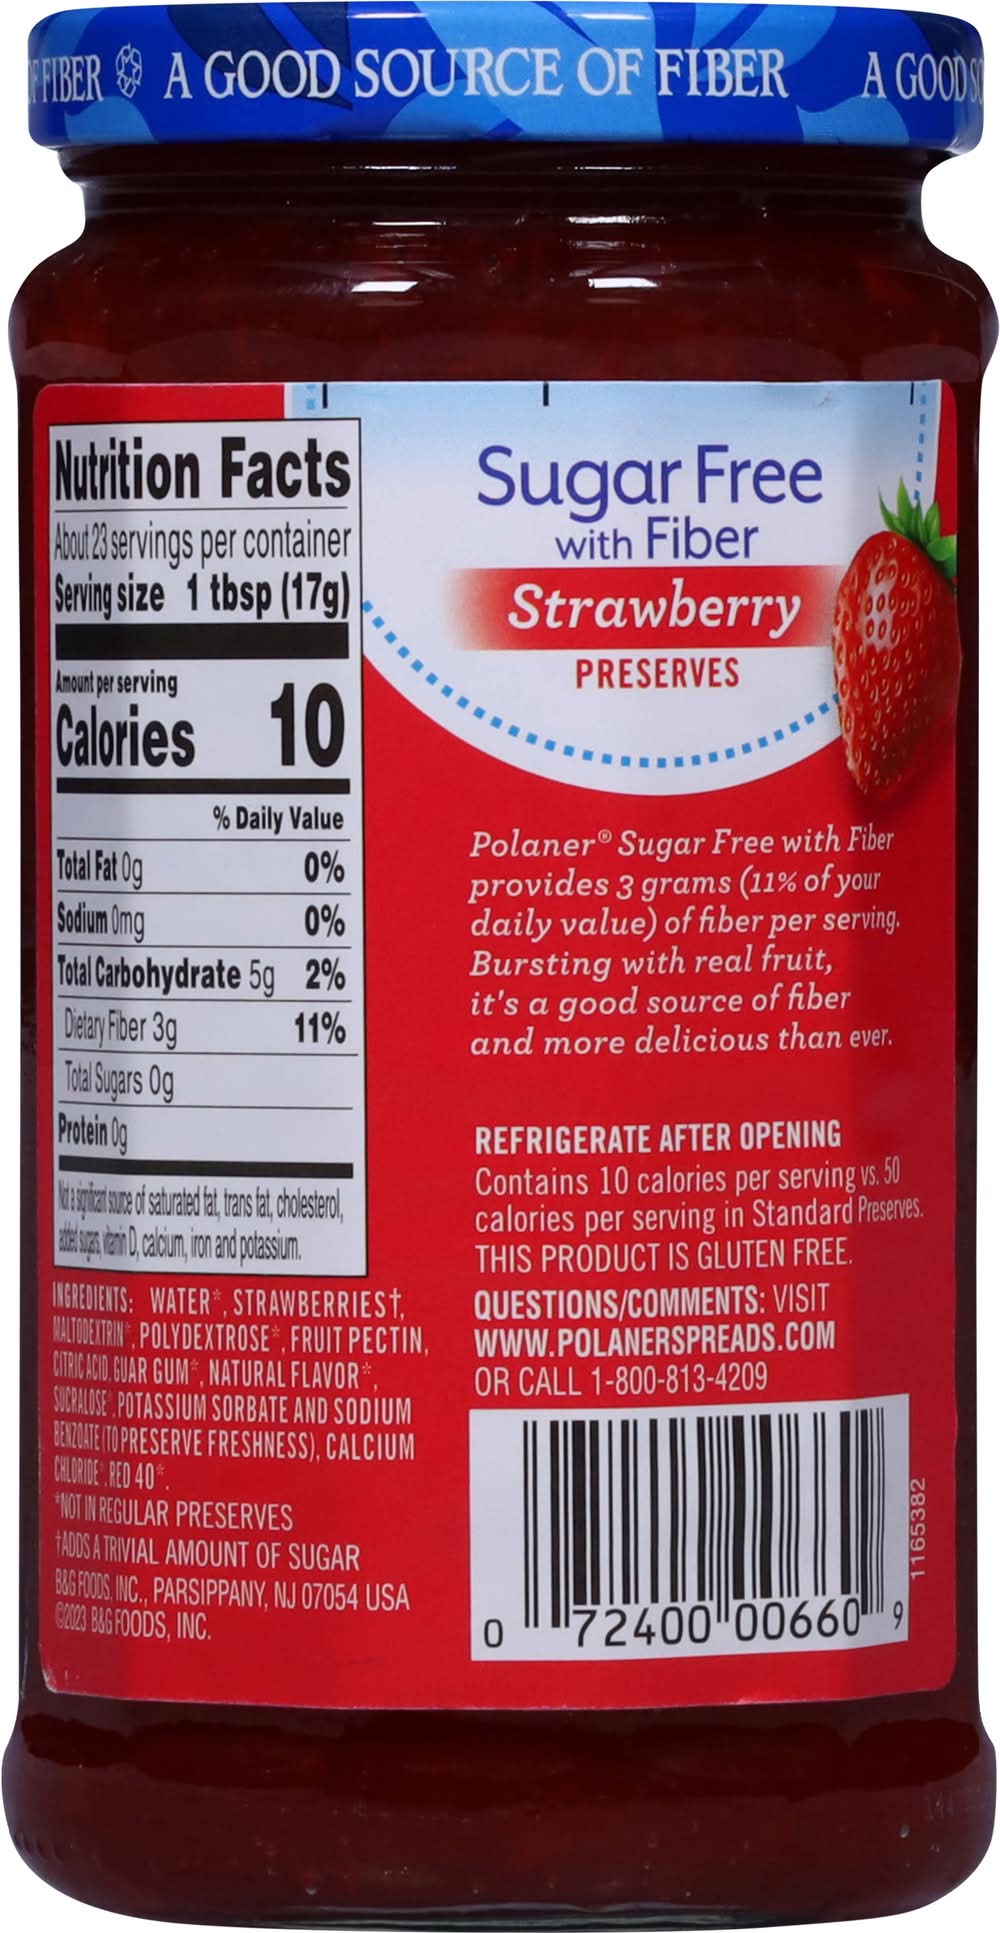 OF FIBER A GOOD SOURCE OF FIBER A GOOD SO
Nutrition Facts
About 23 servings per container
Serving size 1 tbsp (17g)
Amount per serving
Calories 10
% Daily Value
Total Fat 0g 0%
Sodium 0mg 0%
Total Carbohydrate 5g 2%
Dietary Fiber 3g 11%
Total Sugars 0g
Protein 0g
Not a significant source of saturated fat, trans fat, cholesterol,
added sugars, vitamin D, calcium, iron and potassium.
INGREDIENTS: WATER*, STRAWBERRIES†,
MALTODEXTRIN*, POLYDEXTROSE*, FRUIT PECTIN,
CITRIC ACID, GUAR GUM*, NATURAL FLAVOR*,
SUCRALOSE*, POTASSIUM SORBATE AND SODIUM
BENZOATE (TO PRESERVE FRESHNESS), CALCIUM
CHLORIDE*, RED 40*.
*NOT IN REGULAR PRESERVES
†ADDS A TRIVIAL AMOUNT OF SUGAR
B&G FOODS, INC., PARSIPPANY, NJ 07054 USA
©2023 B&G FOODS, INC.
Sugar Free
with Fiber
Strawberry
PRESERVES
Polaner® Sugar Free with Fiber
provides 3 grams (11% of your
daily value) of fiber per serving.
Bursting with real fruit,
it's a good source of fiber
and more delicious than ever.
REFRIGERATE AFTER OPENING
Contains 10 calories per serving vs. 50
calories per serving in Standard Preserves.
THIS PRODUCT IS GLUTEN FREE.
QUESTIONS/COMMENTS: VISIT
WWW.POLANERSPREADS.COM
OR CALL 1-800-813-4209
0 72400 00660 9
1165382